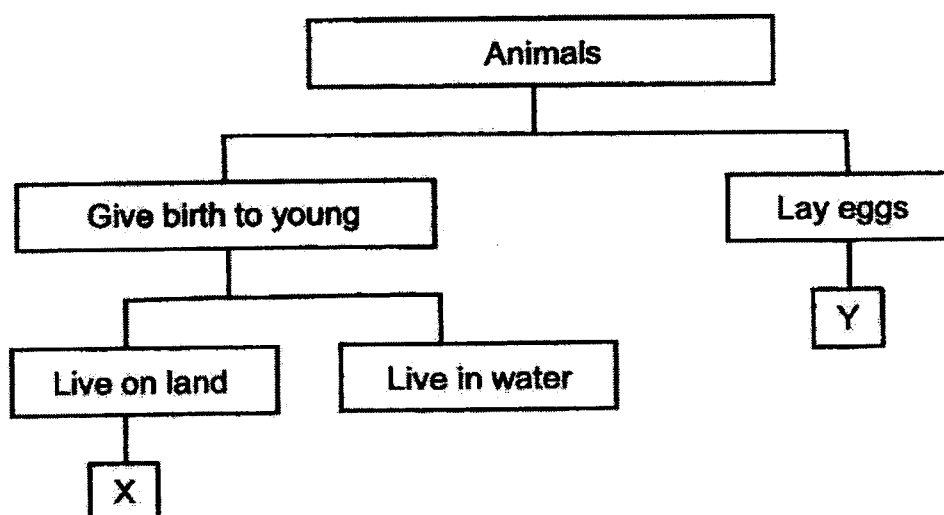 Animals
Give birth to young
Lay eggs
Live on land
Live in water
Y
X